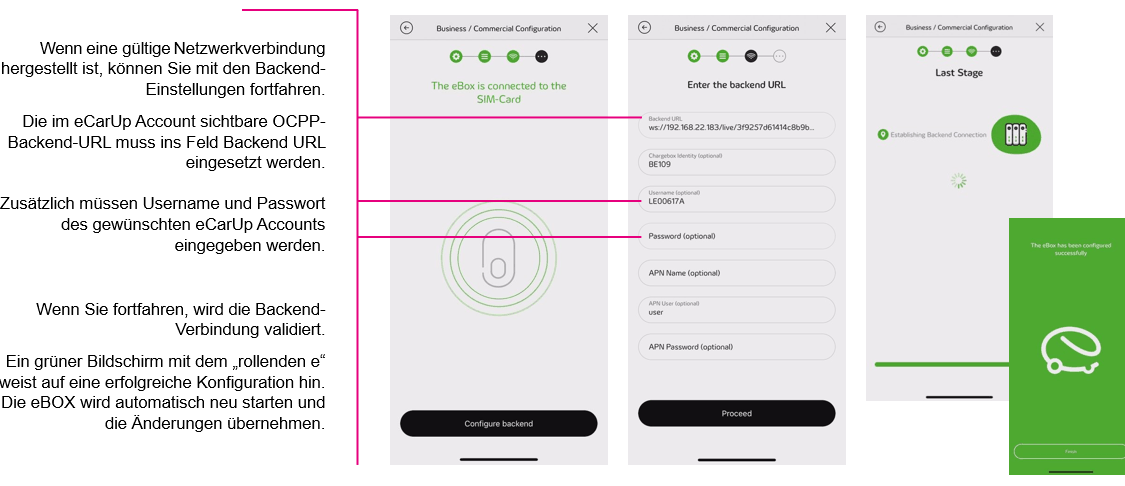 Wenn eine gültige Netzwerkverbindung
hergestellt ist, können Sie mit den Backend-
Einstellungen fortfahren.
Die im eCarUp Account sichtbare OCPP-
Backend-URL muss ins Feld Backend URL
eingesetzt werden.
Zusätzlich müssen Username und Passwort
des gewünschten eCarUp Accounts
eingegeben werden.
Wenn Sie fortfahren, wird die Backend-
Verbindung validiert.
Ein grüner Bildschirm mit dem „rollenden e“
weist auf eine erfolgreiche Konfiguration hin.
Die eBOX wird automatisch neu starten und
die Änderungen übernehmen.
Business / Commercial Configuration
The eBox is connected to the
SIM-Card
Configure backend
Business / Commercial Configuration
Enter the backend URL
Backend URL
ws://192.168.22.183/live/3f9257d61414c8b9b...
Chargebox Identity (optional)
BE109
Username (optional)
LE00617A
Password (optional)
APN Name (optional)
APN User (optional)
user
APN Password (optional)
Proceed
Business / Commercial Configuration
Last Stage
Establishing Backend Connection
The eBox has been configured
successfully
Finish